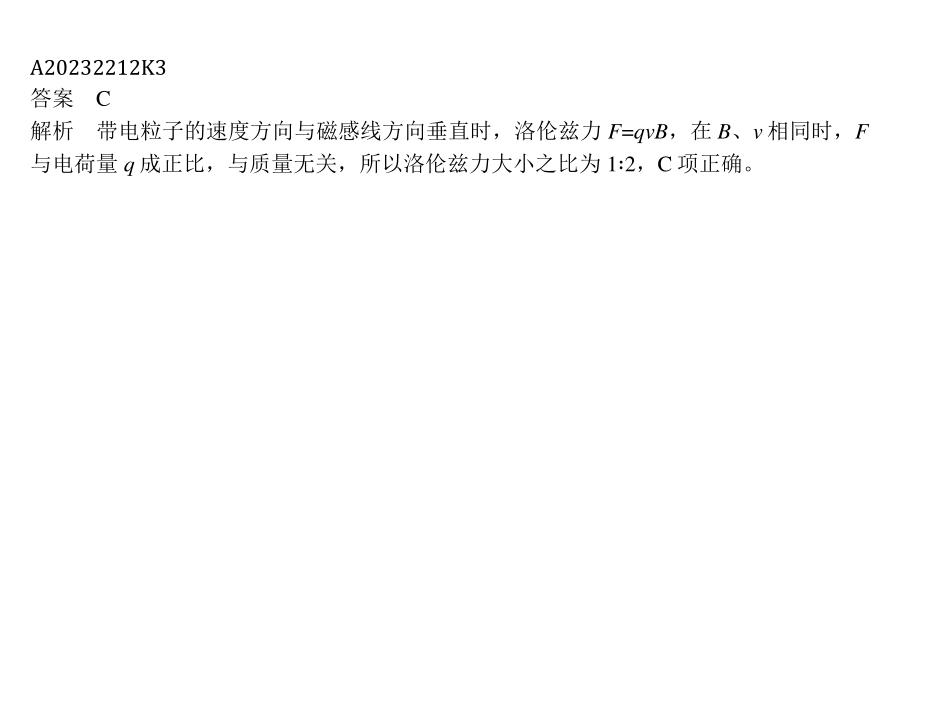 A20232212K3
答案　C
解析　带电粒子的速度方向与磁感线方向垂直时，洛伦兹力 F=qvB，在 B、v 相同时，F
与电荷量 q 成正比，与质量无关，所以洛伦兹力大小之比为 1∶2，C 项正确。